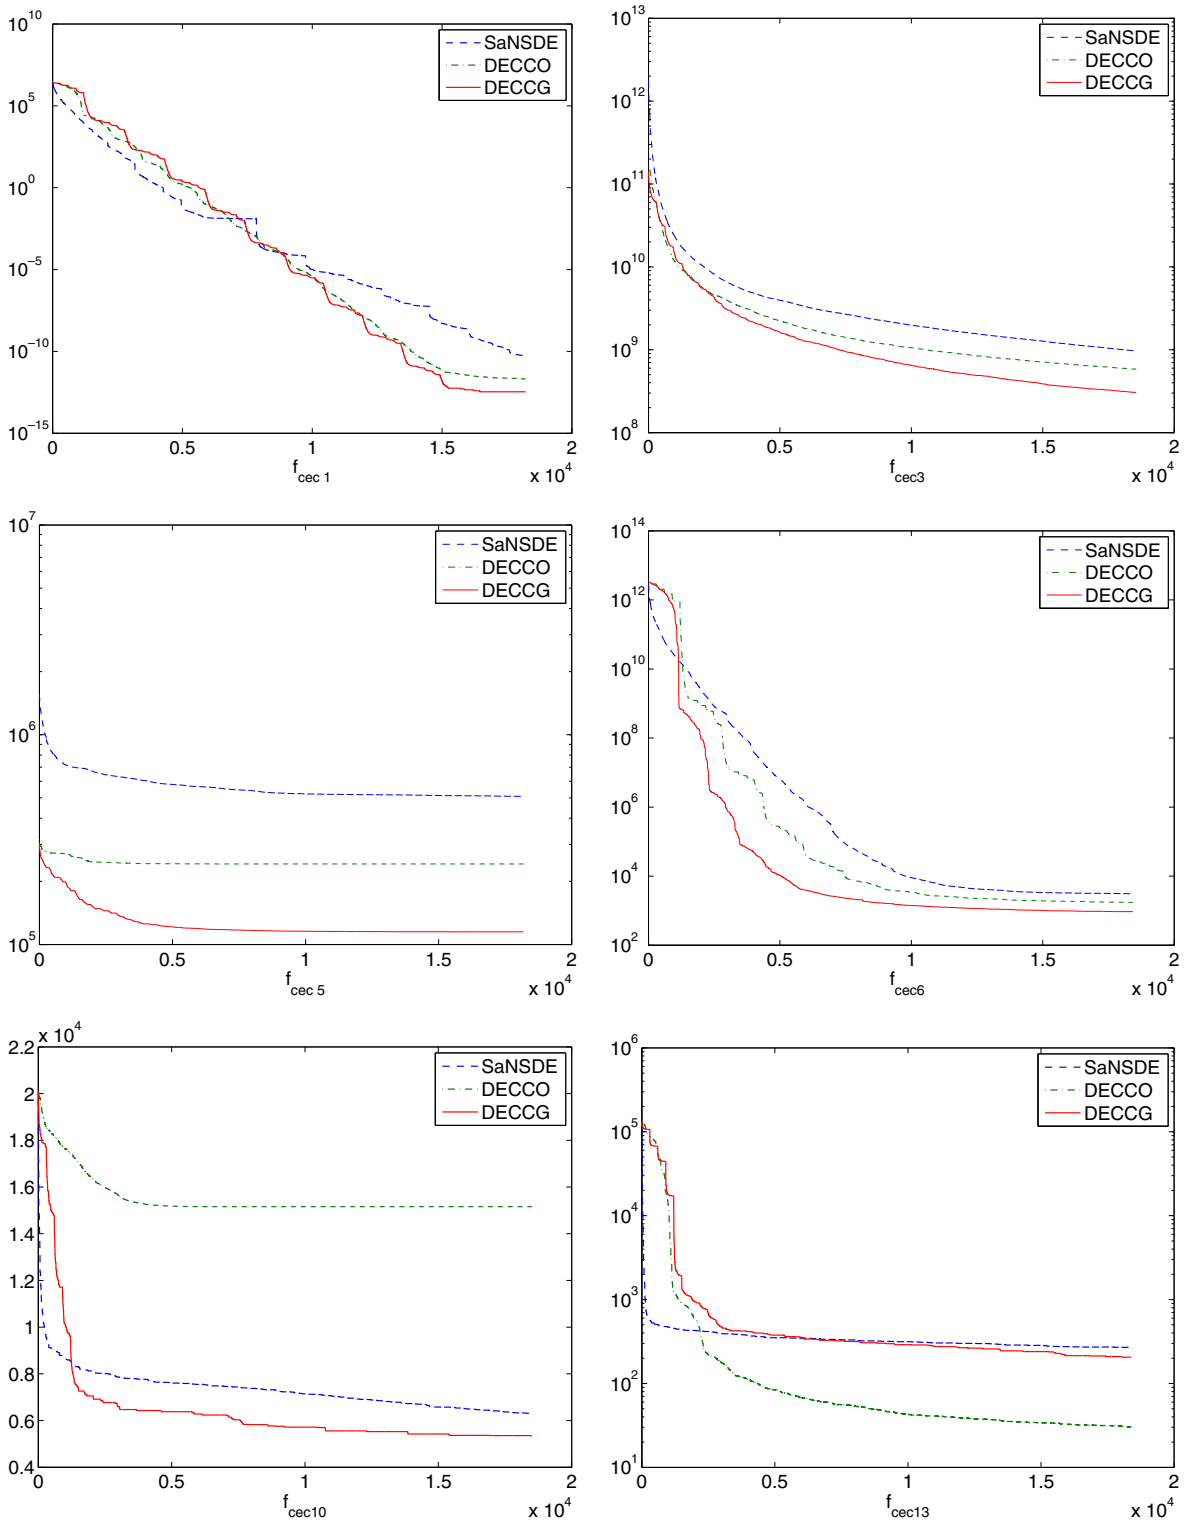 10^10
10^5
10^0
10^−5
10^−10
10^−15
SaNSDE
DECCO
DECCG
0 0.5 1 1.5 2
x 10^4
f_cec 1
10^13
10^12
10^11
10^10
10^9
10^8
SaNSDE
DECCO
DECCG
0 0.5 1 1.5 2
x 10^4
f_cec3
10^7
10^6
10^5
SaNSDE
DECCO
DECCG
0 0.5 1 1.5 2
x 10^4
f_cec 5
10^14
10^12
10^10
10^8
10^6
10^4
10^2
SaNSDE
DECCO
DECCG
0 0.5 1 1.5 2
x 10^4
f_cec6
x 10^4
2.2
2
1.8
1.6
1.4
1.2
1
0.8
0.6
0.4
SaNSDE
DECCO
DECCG
0 0.5 1 1.5 2
x 10^4
f_cec10
10^6
10^5
10^4
10^3
10^2
10^1
SaNSDE
DECCO
DECCG
0 0.5 1 1.5 2
x 10^4
f_cec13